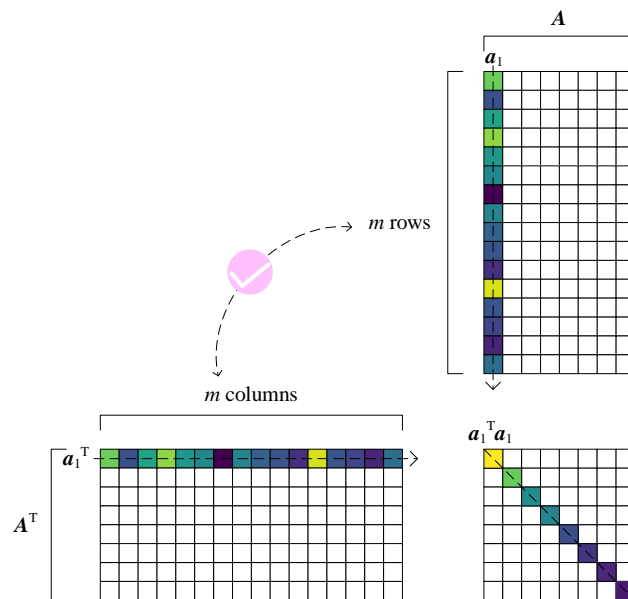 A
a₁
m rows
m columns
a₁ᵀ
a₁ᵀa₁
Aᵀ